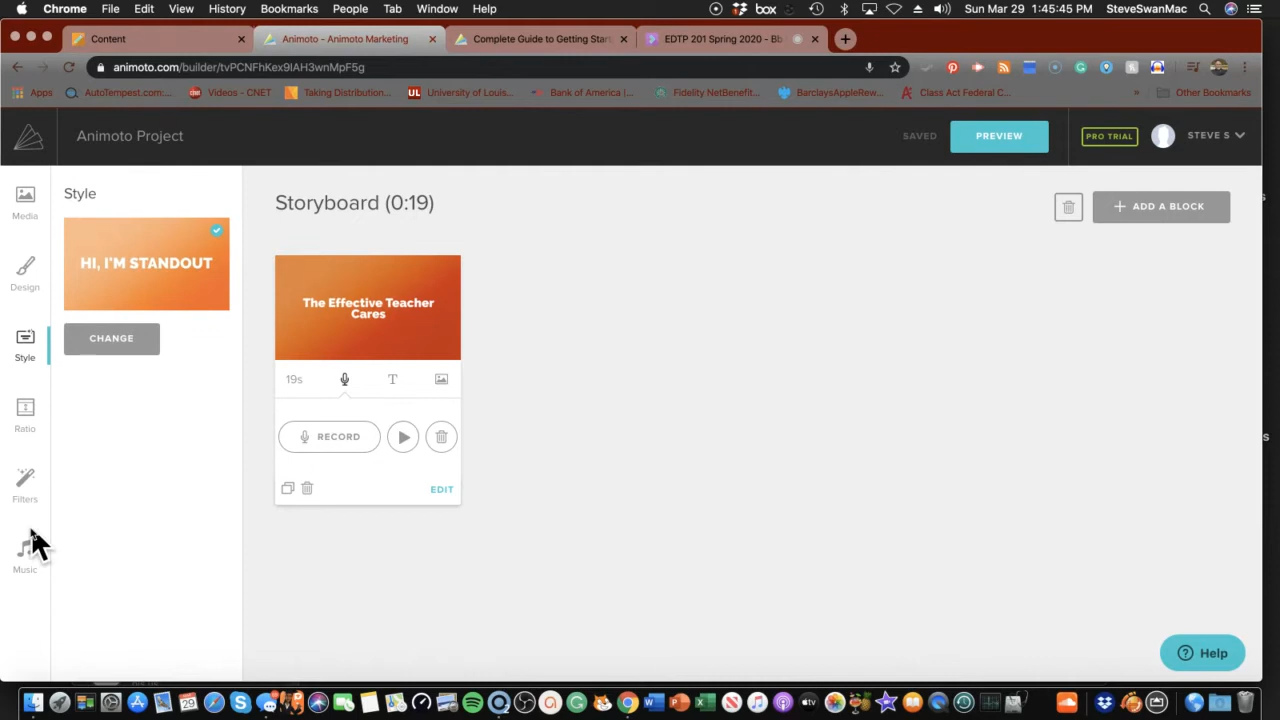 Chrome File Edit View History Bookmarks People Tab Window Help box Sun Mar 29 1:45:45 PM SteveSwanMac
Content Animoto - Animoto Marketing Complete Guide to Getting Star EDTP 201 Spring 2020 - Bb
animoto.com/builder/tvPCNFhKex9IAH3wnMpF5g
Apps AutoTempest.com:... Videos - CNET Taking Distribution... UL University of Louis... Bank of America |... Fidelity NetBenefit... BarclaysAppleRew... Class Act Federal C... » Other Bookmarks
Animoto Project SAVED PREVIEW PRO TRIAL STEVE S
Media
Design
Style
Ratio
Filters
Music
Style
HI, I'M STANDOUT
CHANGE
Storyboard (0:19)
+ ADD A BLOCK
The Effective Teacher
Cares
19s T
RECORD
EDIT
? Help